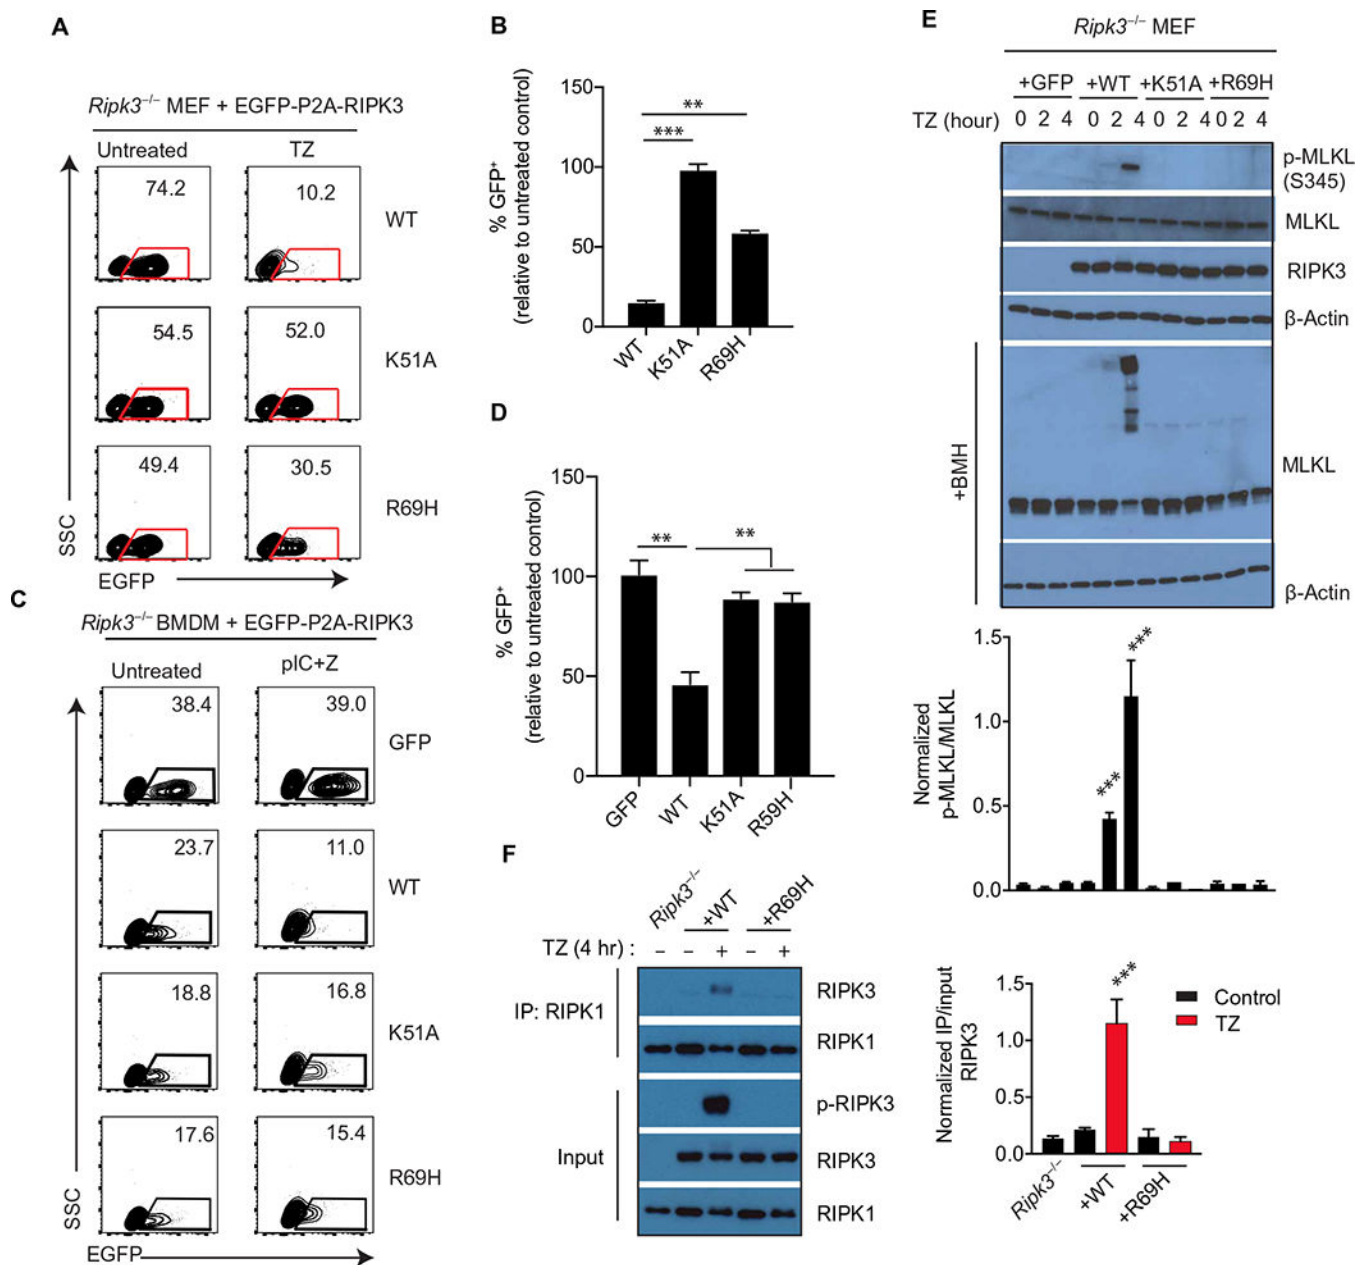 A
Ripk3–/– MEF + EGFP-P2A-RIPK3
Untreated TZ
74.2 10.2 WT
54.5 52.0 K51A
49.4 30.5 R69H
SSC
EGFP
B
% GFP+
(relative to untreated control)
150
100
50
0
** 
***
WT K51A R69H
C
Ripk3–/– BMDM + EGFP-P2A-RIPK3
Untreated pIC+Z
38.4 39.0 GFP
23.7 11.0 WT
18.8 16.8 K51A
17.6 15.4 R69H
SSC
EGFP
D
% GFP+
(relative to untreated control)
150
100
50
0
** **
GFP WT K51A R59H
E
Ripk3–/– MEF
+GFP +WT +K51A +R69H
TZ (hour) 0 2 4 0 2 4 0 2 4 0 2 4
p-MLKL
(S345)
MLKL
RIPK3
β-Actin
+BMH
MLKL
β-Actin
Normalized
p-MLKL/MLKL
1.5
1.0
0.5
0.0
*** ***
F
Ripk3–/– +WT +R69H
TZ (4 hr) : – – + – +
IP: RIPK1
RIPK3
RIPK1
Input
p-RIPK3
RIPK3
RIPK1
Normalized IP/input
RIPK3
1.5
1.0
0.5
0.0
***
Control
TZ
Ripk3–/– +WT +R69H